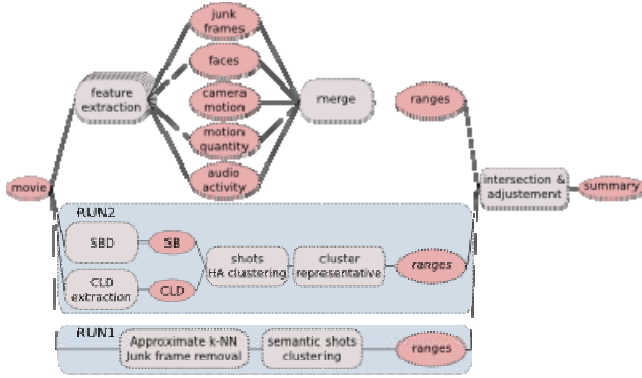 junk
frames
feature
extraction
faces
camera
motion
merge
ranges
motion
quantity
audio
activity
movie
intersection &
adjustement
summary
RUN2
SBD
SB
shots
HA clustering
cluster
representative
ranges
CLD
extraction
CLD
RUN1
Approximate k-NN
Junk frame removal
semantic shots
clustering
ranges